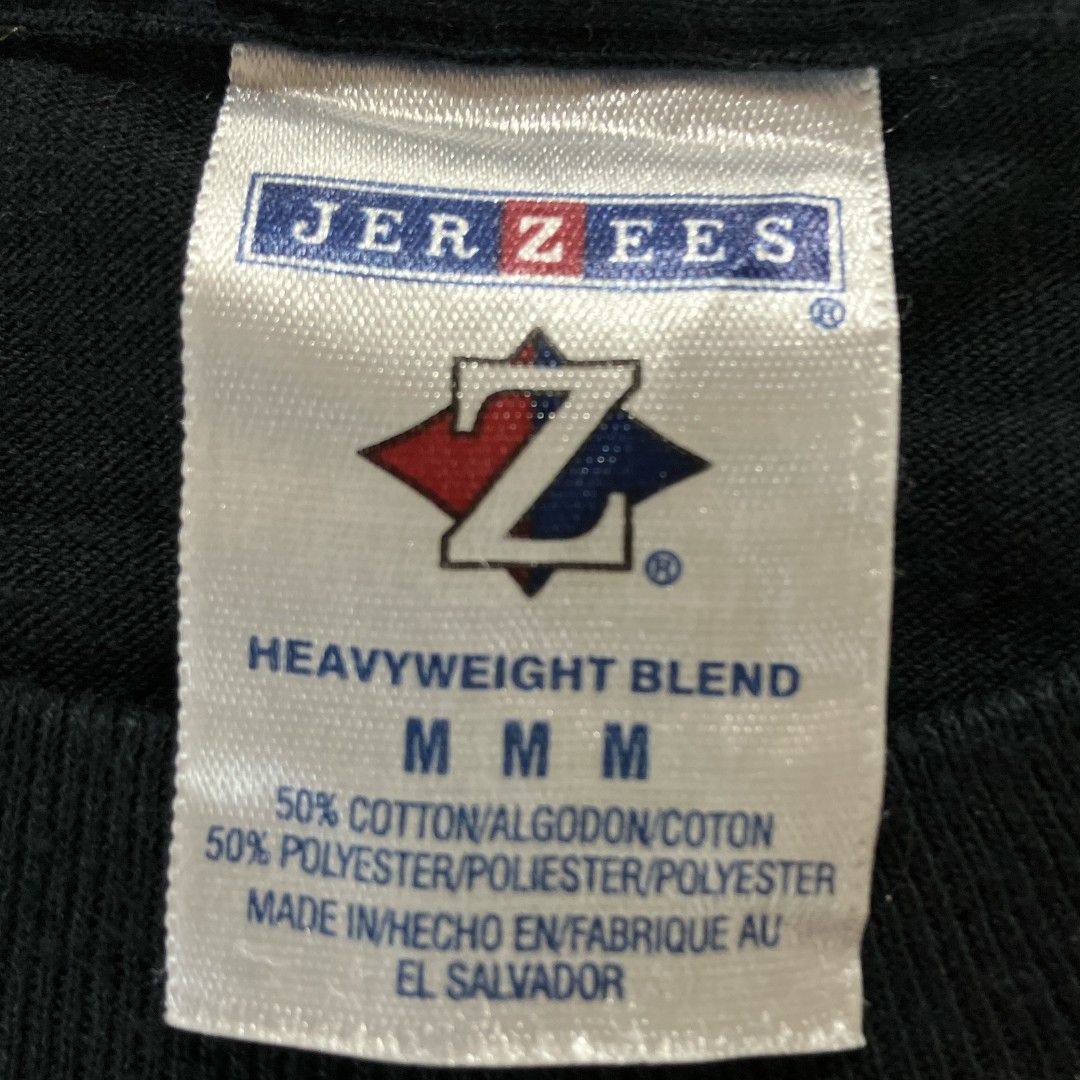 JERZEES
®
Z
®
HEAVYWEIGHT BLEND
M M M
50% COTTON/ALGODON/COTON
50% POLYESTER/POLIESTER/POLYESTER
MADE IN/HECHO EN/FABRIQUE AU
EL SALVADOR